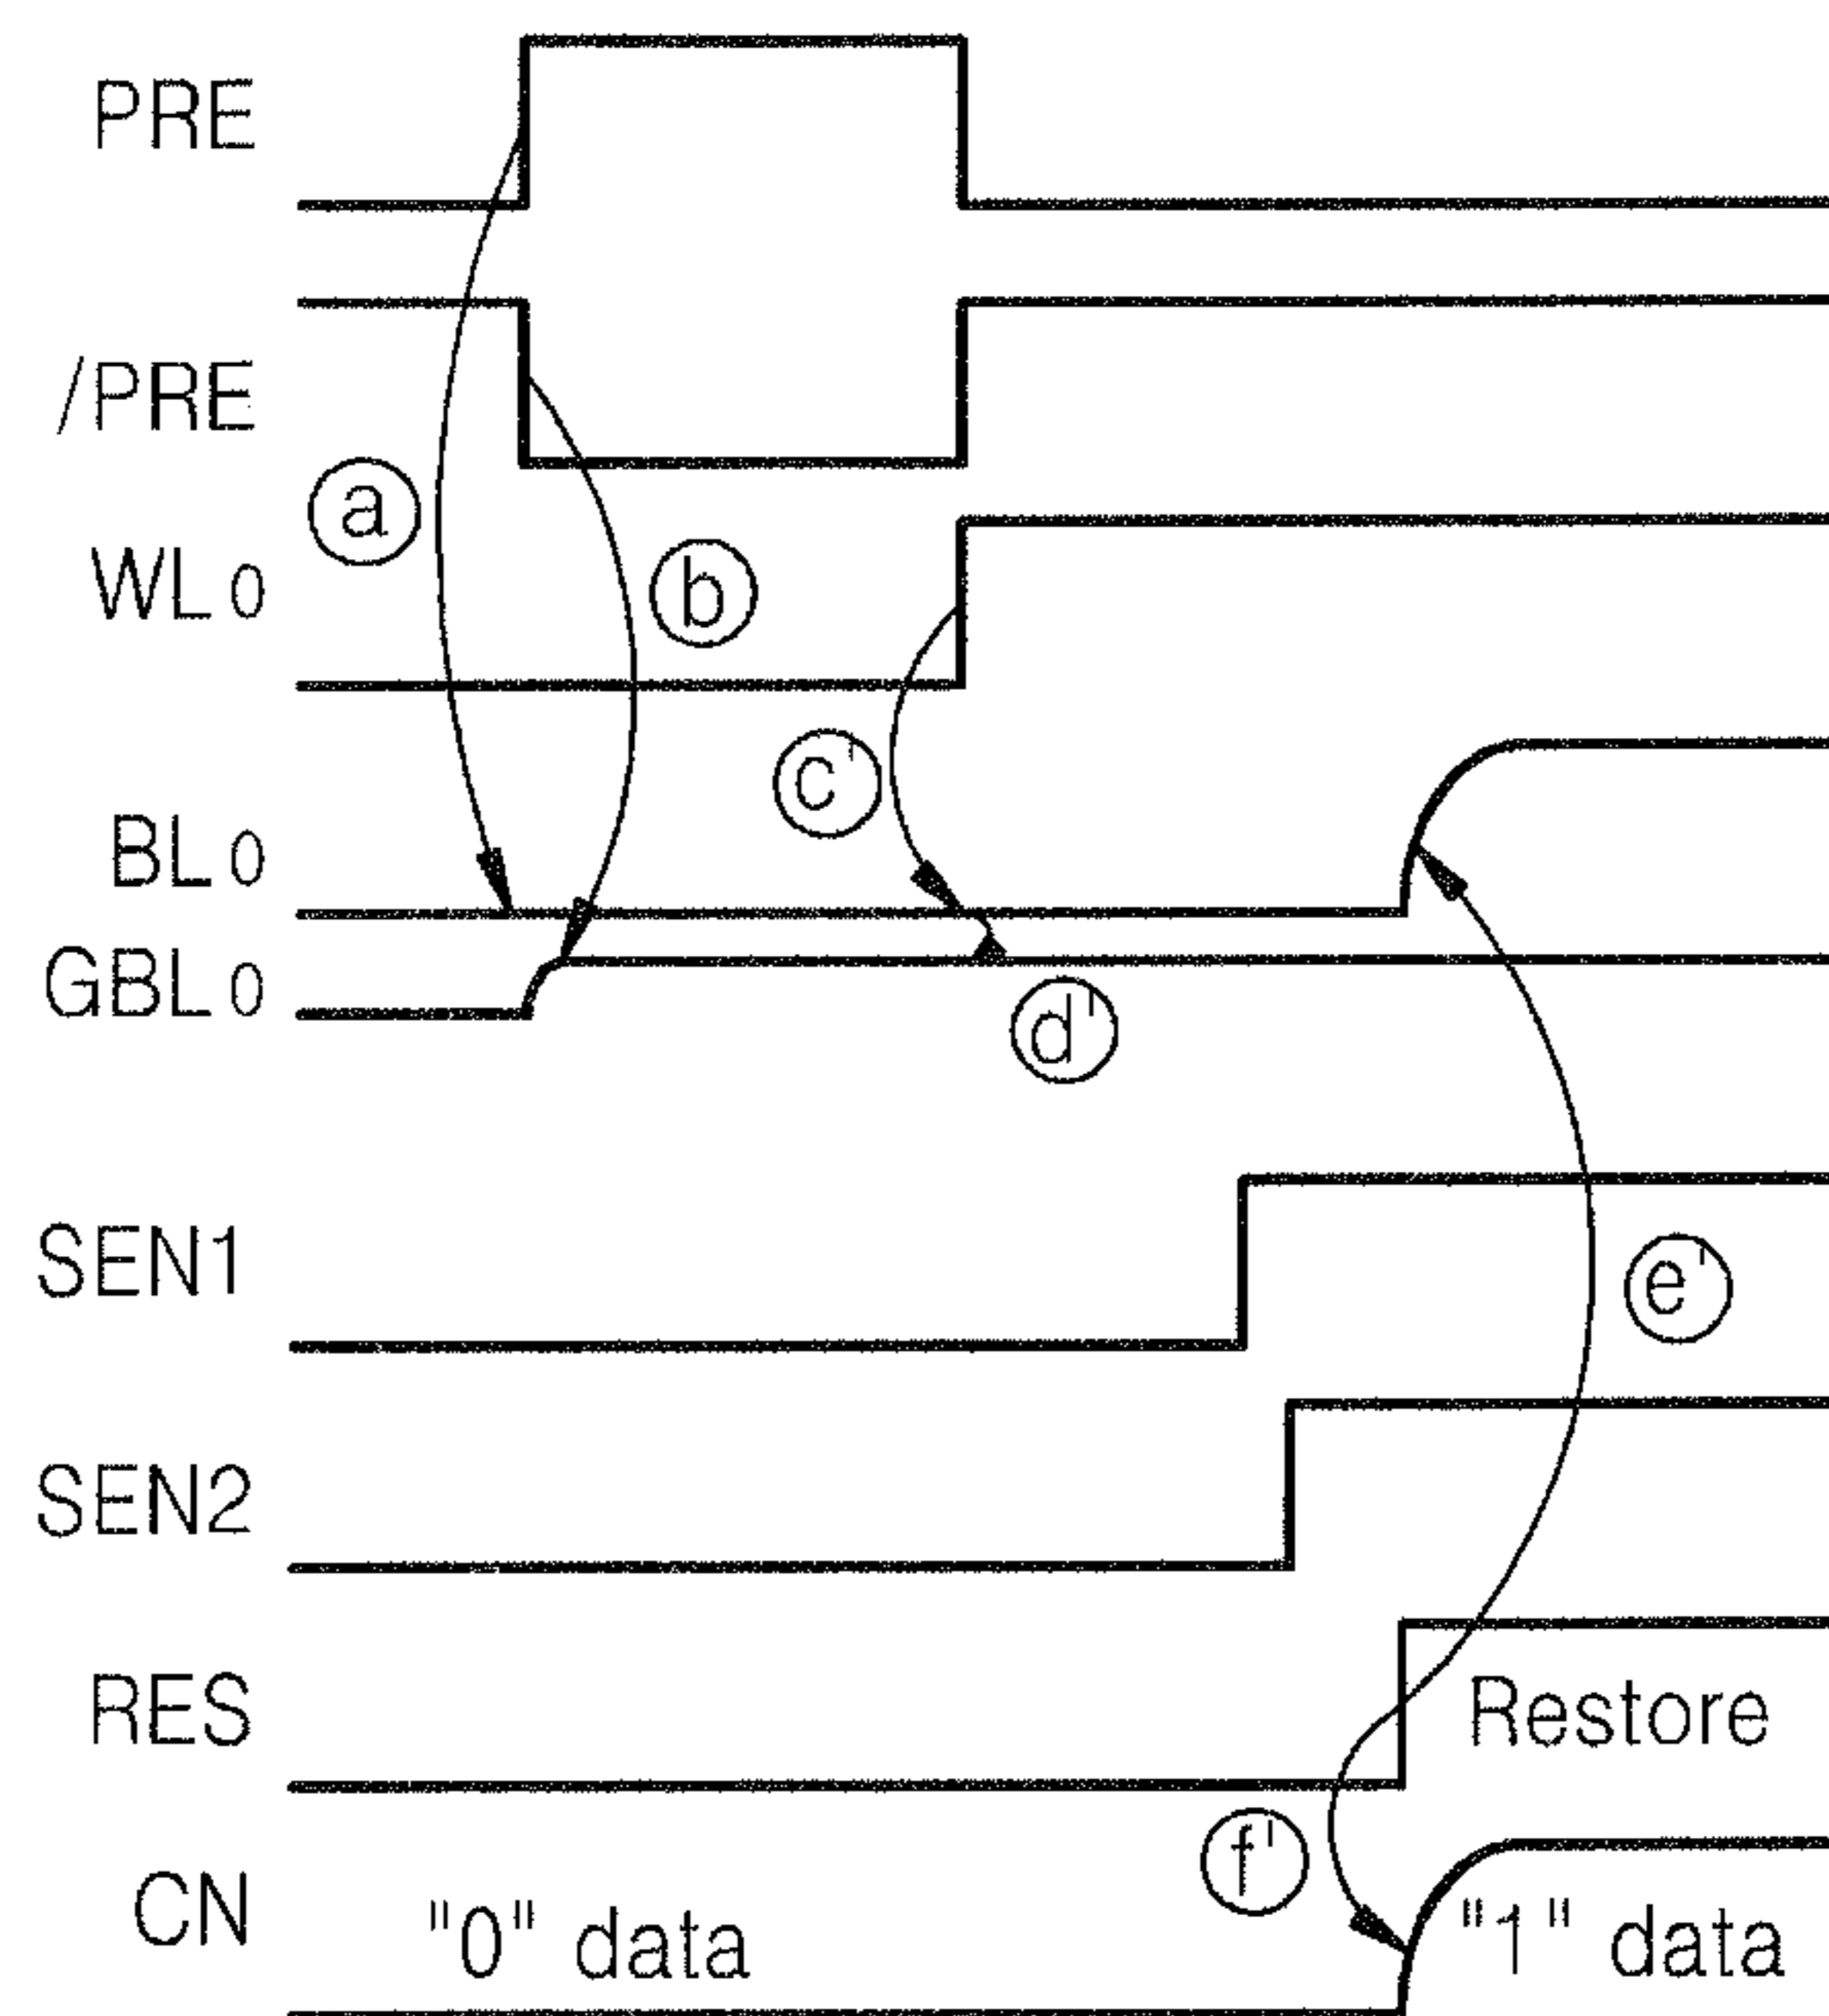 PRE
/PRE
a
b
WL0
c'
BL0
GBL0
d'
SEN1
e'
SEN2
RES
Restore
f'
CN
"0" data
"1" data